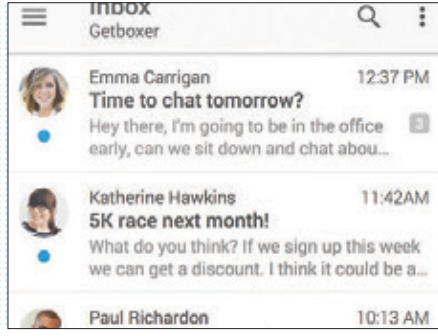 Inbox
Getboxer
Emma Carrigan 12:37 PM
Time to chat tomorrow?
Hey there, I'm going to be in the office 3
early, can we sit down and chat abou...
Katherine Hawkins 11:42AM
5K race next month!
What do you think? If we sign up this week
we can get a discount. I think it could be a...
Paul Richardon 10:13 AM